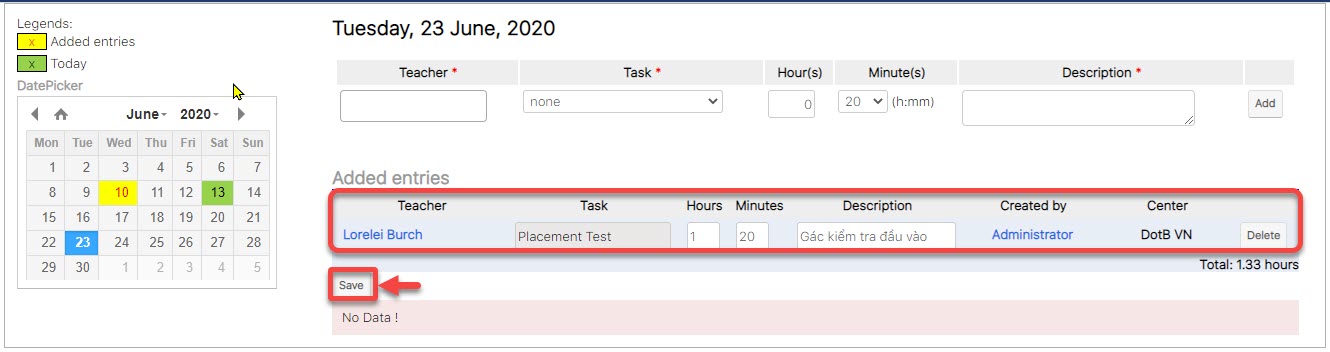 Legends:
x Added entries
x Today
DatePicker
June 2020
Mon Tue Wed Thu Fri Sat Sun
1 2 3 4 5 6 7
8 9 10 11 12 13 14
15 16 17 18 19 20 21
22 23 24 25 26 27 28
29 30 1 2 3 4 5
Tuesday, 23 June, 2020
Teacher * Task * Hour(s) Minute(s) Description *
none 0 20 (h:mm) Add
Added entries
Teacher Task Hours Minutes Description Created by Center
Lorelei Burch Placement Test 1 20 Gác kiểm tra đầu vào Administrator DotB VN Delete
Total: 1.33 hours
Save
No Data !